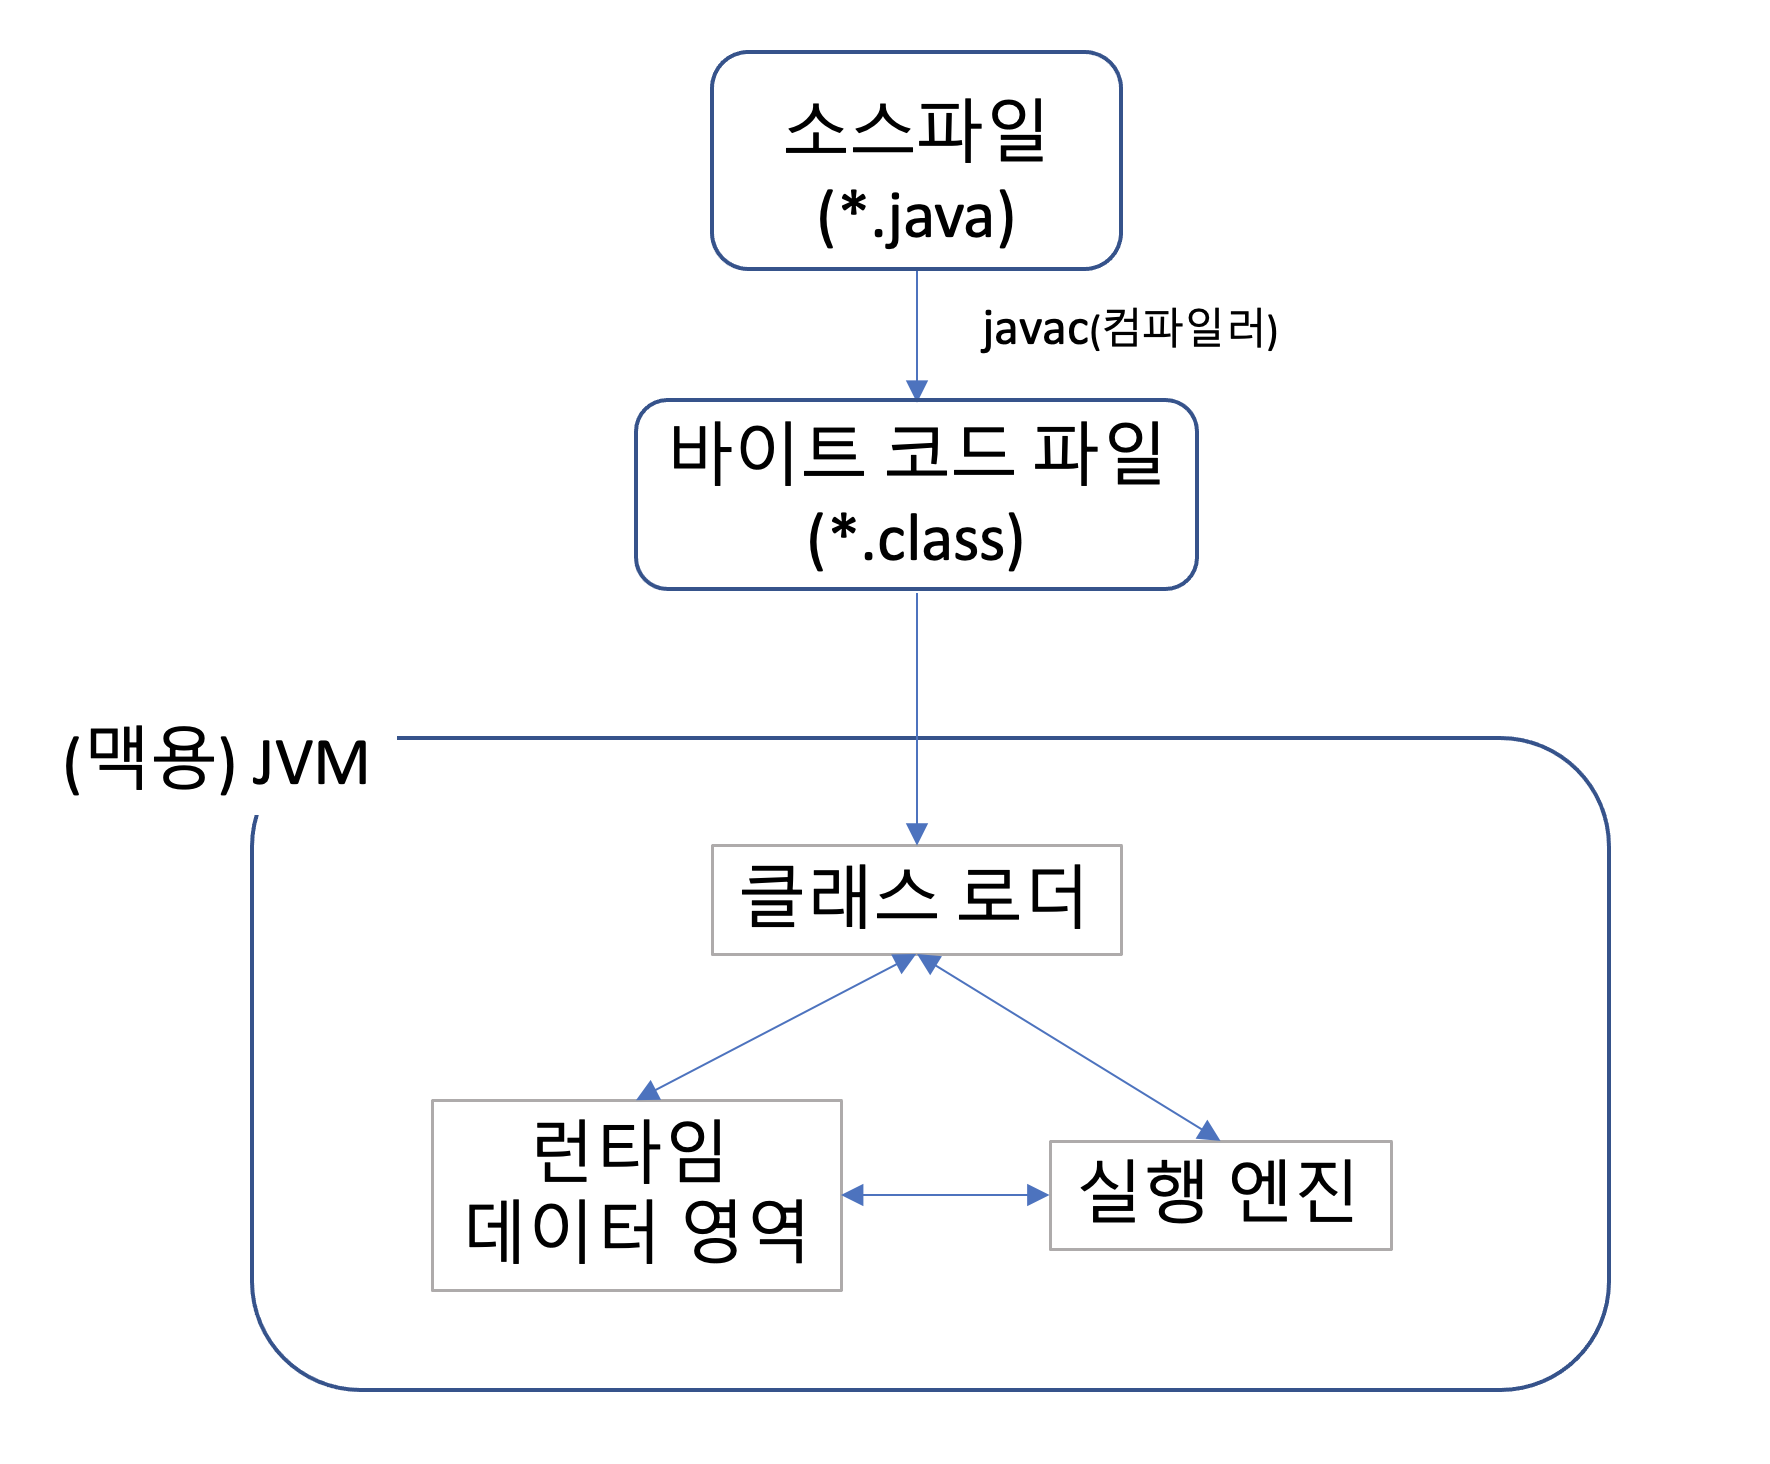 소스파일
(*.java)
javac(컴파일러)
바이트 코드 파일
(*.class)
(맥용) JVM
클래스 로더
런타임
데이터 영역
실행 엔진